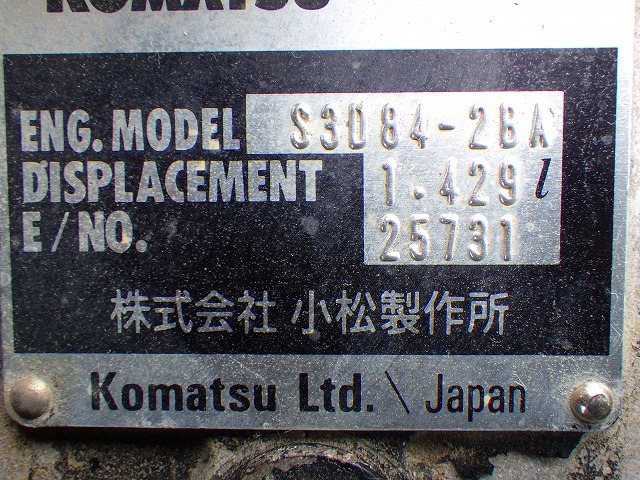 KOMATSU
ENG. MODEL S3D84-2BA
DISPLACEMENT 1.429 l
E/NO. 25731
株式会社 小松製作所
Komatsu Ltd. \ Japan